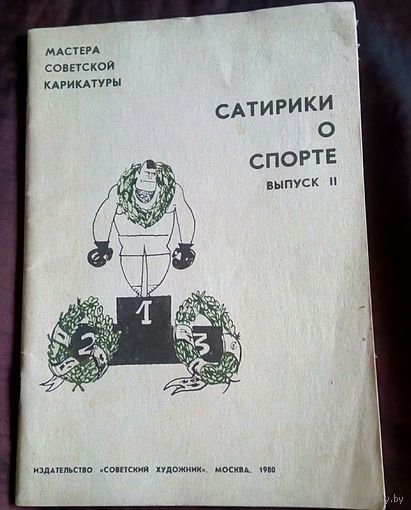 МАСТЕРА
СОВЕТСКОЙ
КАРИКАТУРЫ
САТИРИКИ
О
СПОРТЕ
ВЫПУСК II
1
2
3
ИЗДАТЕЛЬСТВО «СОВЕТСКИЙ ХУДОЖНИК». МОСКВА. 1980